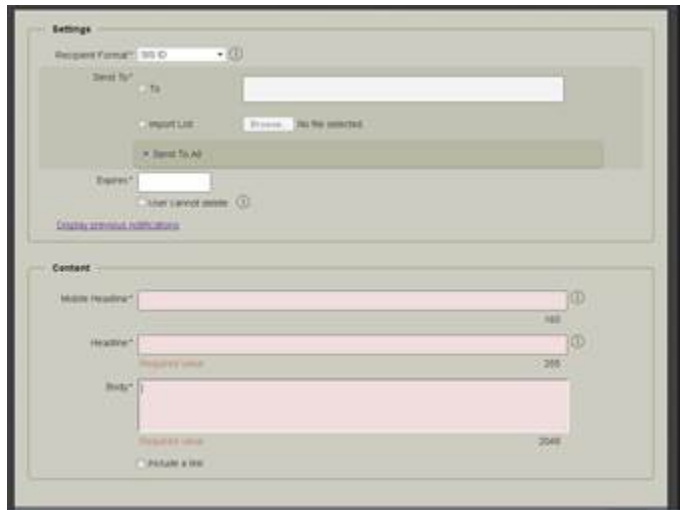 Settings
Recipient Format* SIS ID
Send To*
To
Import List Browse... No file selected.
Send To All
Expires*
User cannot delete
Display previous notifications
Content
Mobile Headline*
160
Headline*
Required value 255
Body*
Required value 2048
Include a link